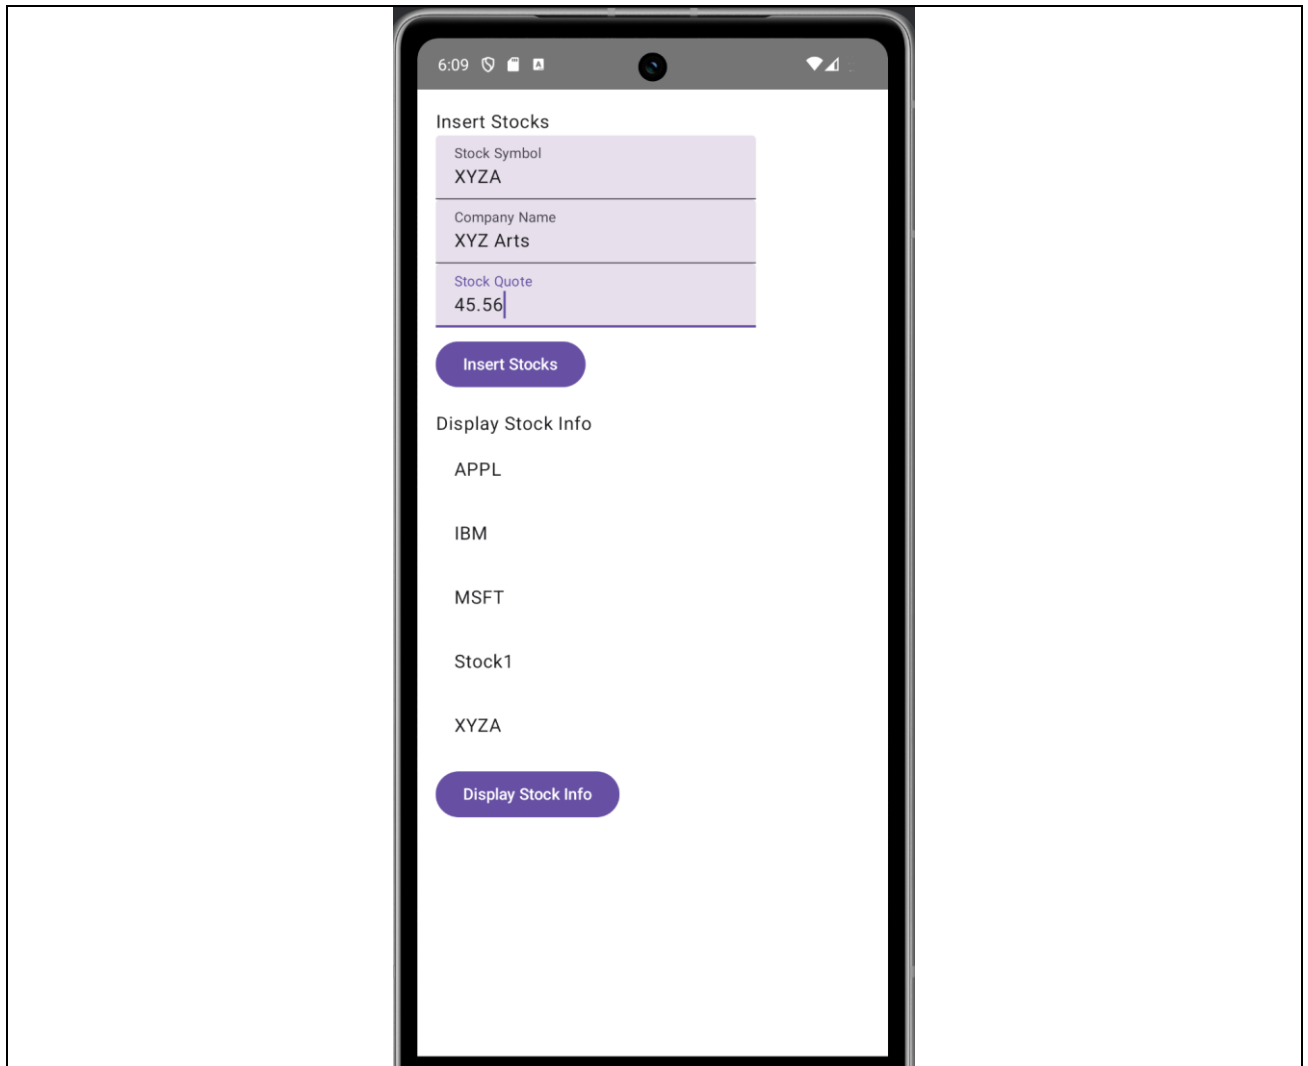 6:09
Insert Stocks
Stock Symbol
XYZA
Company Name
XYZ Arts
Stock Quote
45.56
Insert Stocks
Display Stock Info
APPL
IBM
MSFT
Stock1
XYZA
Display Stock Info